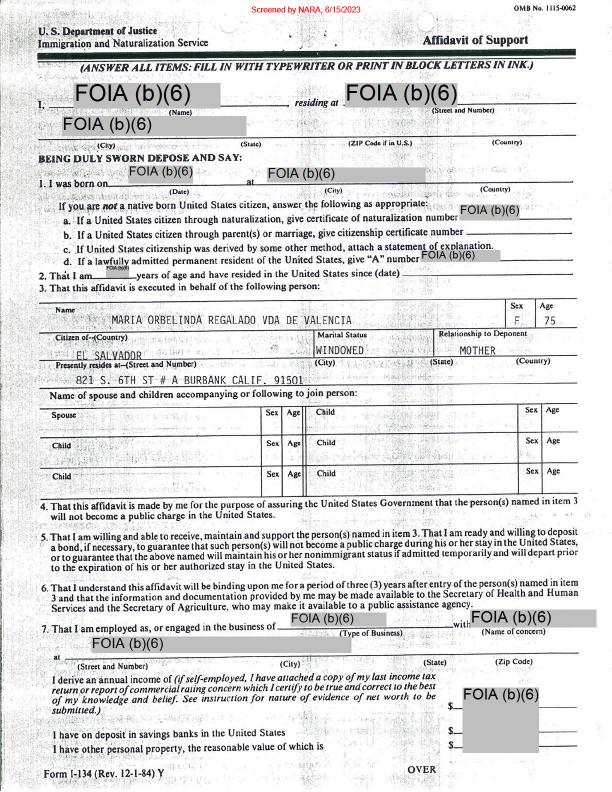 Screened by NARA, 6/15/2023
OMB No. 1115-0062
U. S. Department of Justice
Immigration and Naturalization Service
Affidavit of Support
(ANSWER ALL ITEMS: FILL IN WITH TYPEWRITER OR PRINT IN BLOCK LETTERS IN INK.)
I, FOIA (b)(6) residing at FOIA (b)(6)
(Name) (Street and Number)
FOIA (b)(6)
(City) (State) (ZIP Code if in U.S.) (Country)
BEING DULY SWORN DEPOSE AND SAY:
1. I was born on FOIA (b)(6) at FOIA (b)(6)
(Date) (City) (Country)
If you are not a native born United States citizen, answer the following as appropriate:
a. If a United States citizen through naturalization, give certificate of naturalization number FOIA (b)(6)
b. If a United States citizen through parent(s) or marriage, give citizenship certificate number
c. If United States citizenship was derived by some other method, attach a statement of explanation.
d. If a lawfully admitted permanent resident of the United States, give "A" number FOIA (b)(6)
2. That I am FOIA (b)(6) years of age and have resided in the United States since (date)
3. That this affidavit is executed in behalf of the following person:
Name Sex Age
MARIA ORBELINDA REGALADO VDA DE VALENCIA F 75
Citizen of--(Country) Marital Status Relationship to Deponent
EL SALVADOR WINDONED MOTHER
Presently resides at--(Street and Number) (City) (State) (Country)
821 S. 6TH ST # A BURBANK CALIF. 91501
Name of spouse and children accompanying or following to join person:
Spouse Sex Age Child Sex Age
Child Sex Age Child Sex Age
Child Sex Age Child Sex Age
4. That this affidavit is made by me for the purpose of assuring the United States Government that the person(s) named in item 3
will not become a public charge in the United States.
5. That I am willing and able to receive, maintain and support the person(s) named in item 3. That I am ready and willing to deposit
a bond, if necessary, to guarantee that such person(s) will not become a public charge during his or her stay in the United States,
or to guarantee that the above named will maintain his or her nonimmigrant status if admitted temporarily and will depart prior
to the expiration of his or her authorized stay in the United States.
6. That I understand this affidavit will be binding upon me for a period of three (3) years after entry of the person(s) named in item
3 and that the information and documentation provided by me may be made available to the Secretary of Health and Human
Services and the Secretary of Agriculture, who may make it available to a public assistance agency.
7. That I am employed as, or engaged in the business of FOIA (b)(6) with FOIA (b)(6)
(Type of Business) (Name of concern)
at FOIA (b)(6)
(Street and Number) (City) (State) (Zip Code)
I derive an annual income of (if self-employed, I have attached a copy of my last income tax
return or report of commercial rating concern which I certify to be true and correct to the best
of my knowledge and belief. See instruction for nature of evidence of net worth to be
submitted.) $ FOIA (b)(6)
I have on deposit in savings banks in the United States $
I have other personal property, the reasonable value of which is $
Form I-134 (Rev. 12-1-84) Y OVER